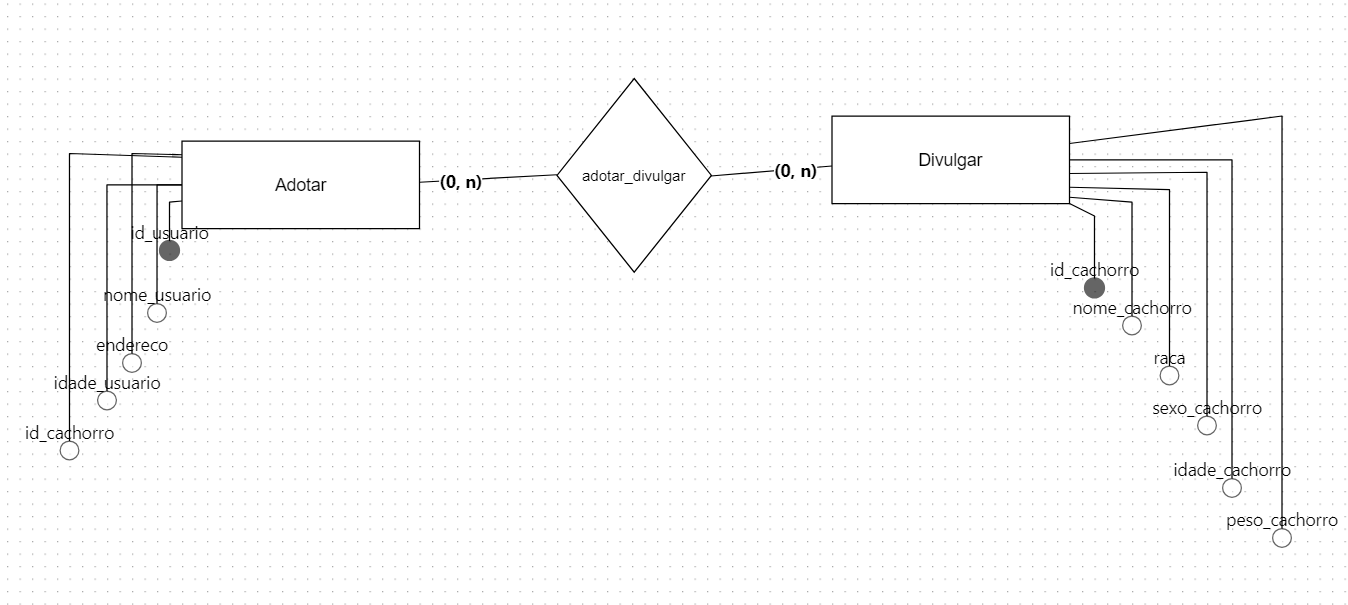 Adotar
(0, n)
adotar_divulgar
(0, n)
Divulgar
id_usuario
nome_usuario
endereco
idade_usuario
id_cachorro
id_cachorro
nome_cachorro
raca
sexo_cachorro
idade_cachorro
peso_cachorro